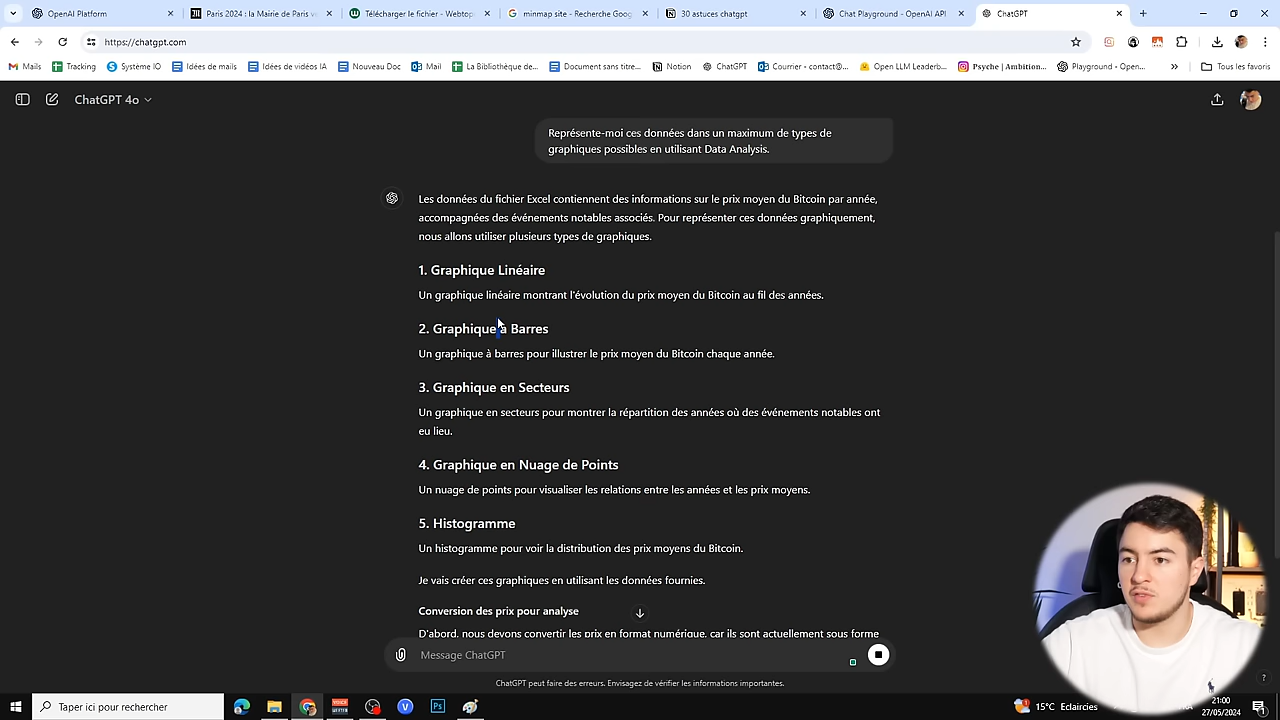 OpenAI Platform
Paris 2024 : la Mairie de Paris v
Télécharger le fichier - Webtop
minmap site - Recherche Goog
30 astuces chatgpt
Chat Playground - OpenAI API
ChatGPT
https://chatgpt.com
Mails
Tracking
Système IO
Idées de mails
Idées de vidéos IA
Nouveau Doc
Mail
La Bibliothèque de...
Document sans titre...
Notion
ChatGPT
Courrier - contact@...
Open LLM Leaderb...
Psyche | Ambition...
Playground - Open...
Tous les favoris
ChatGPT 4o
Représente-moi ces données dans un maximum de types de
graphiques possibles en utilisant Data Analysis.
Les données du fichier Excel contiennent des informations sur le prix moyen du Bitcoin par année,
accompagnées des événements notables associés. Pour représenter ces données graphiquement,
nous allons utiliser plusieurs types de graphiques.
1. Graphique Linéaire
Un graphique linéaire montrant l'évolution du prix moyen du Bitcoin au fil des années.
2. Graphique à Barres
Un graphique à barres pour illustrer le prix moyen du Bitcoin chaque année.
3. Graphique en Secteurs
Un graphique en secteurs pour montrer la répartition des années où des événements notables ont
eu lieu.
4. Graphique en Nuage de Points
Un nuage de points pour visualiser les relations entre les années et les prix moyens.
5. Histogramme
Un histogramme pour voir la distribution des prix moyens du Bitcoin.
Je vais créer ces graphiques en utilisant les données fournies.
Conversion des prix pour analyse
D'abord, nous devons convertir les prix en format numérique, car ils sont actuellement sous forme
Message ChatGPT
ChatGPT peut faire des erreurs. Envisagez de vérifier les informations importantes.
Taper ici pour rechercher
15°C Eclaircies
21:00
27/05/2024